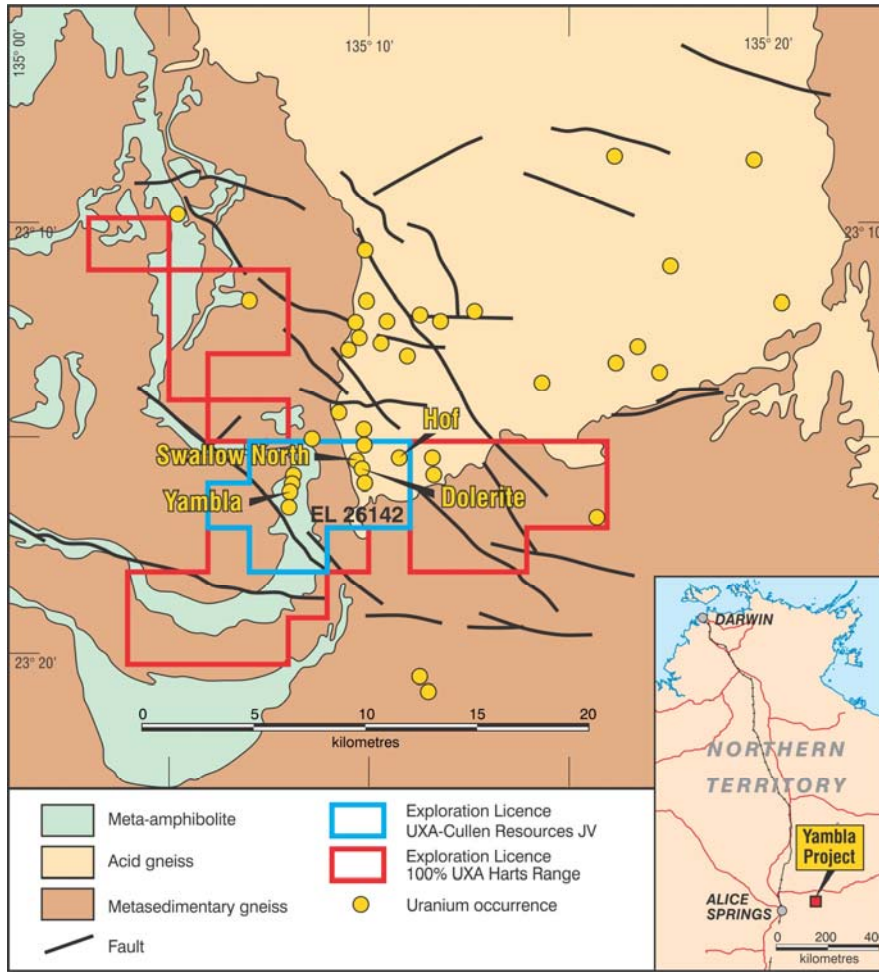 135° 00'
135° 10'
135° 20'
23° 10'
23° 10'
Hof
Swallow North
Dolerite
Yambla
EL 26142
23° 20'
0 5 10 15 20
kilometres
Meta-amphibolite
Acid gneiss
Metasedimentary gneiss
Fault
Exploration Licence
UXA-Cullen Resources JV
Exploration Licence
100% UXA Harts Range
Uranium occurrence
DARWIN
NORTHERN
TERRITORY
Yambla
Project
ALICE
SPRINGS
0 200 400
kilometres